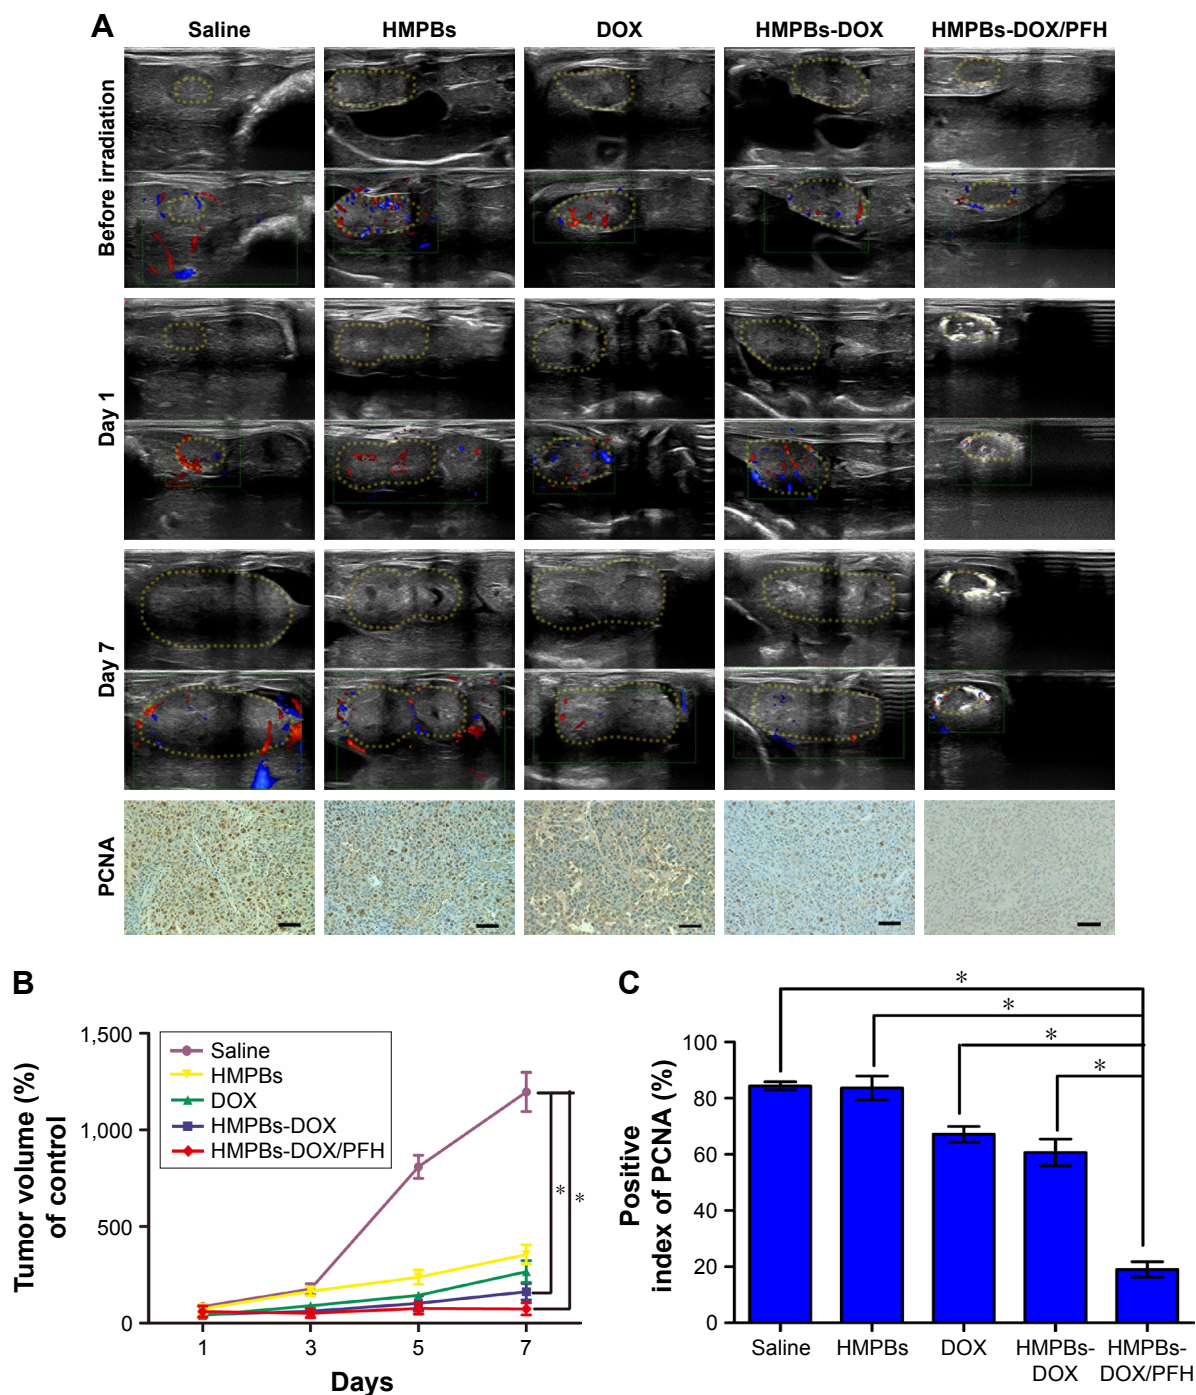 A
Saline HMPBs DOX HMPBs-DOX HMPBs-DOX/PFH
Before irradiation
Day 1
Day 7
PCNA
B
Tumor volume (%)
of control
1,500
1,000
500
0
Saline
HMPBs
DOX
HMPBs-DOX
HMPBs-DOX/PFH
* *
1 3 5 7
Days
C
Positive
index of PCNA (%)
*
*
*
*
100
80
60
40
20
0
Saline HMPBs DOX HMPBs- HMPBs-
DOX DOX/PFH